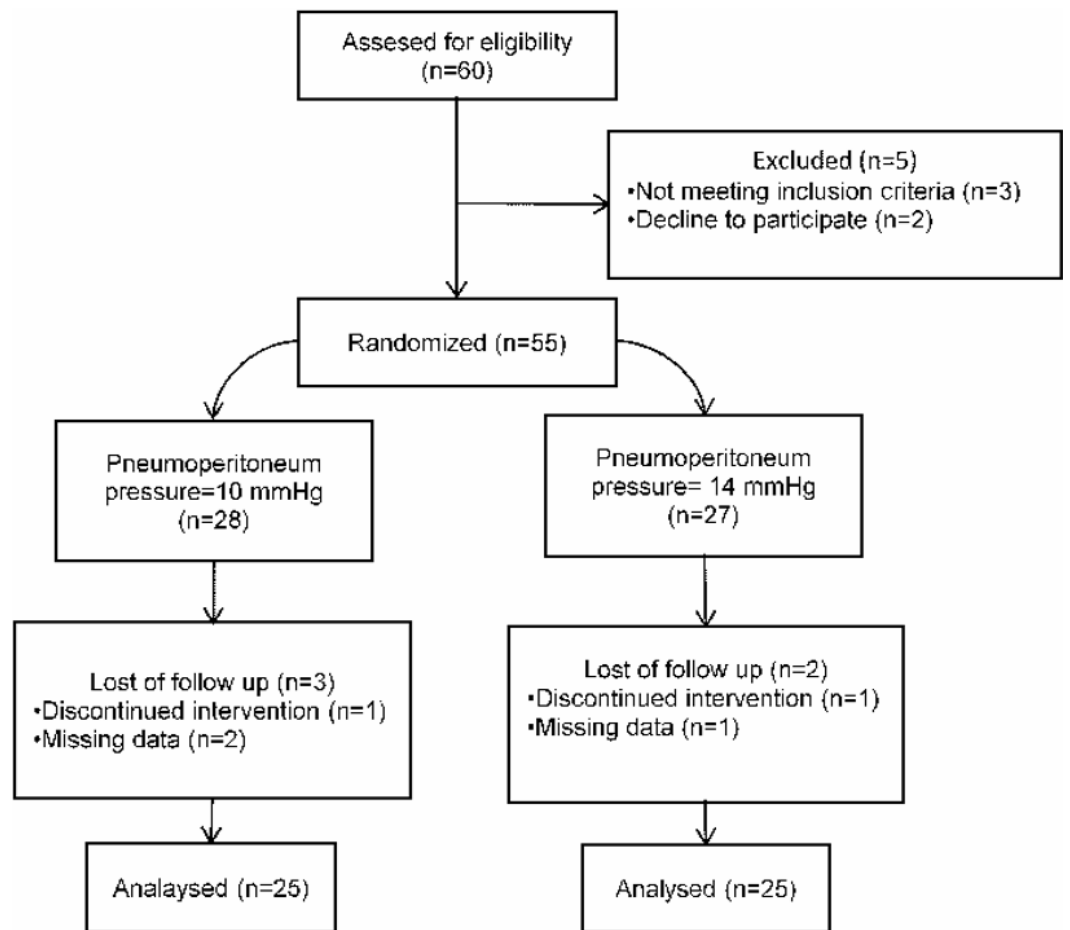 Assesed for eligibility
(n=60)
Excluded (n=5)
•Not meeting inclusion criteria (n=3)
•Decline to participate (n=2)
Randomized (n=55)
Pneumoperitoneum
pressure=10 mmHg
(n=28)
Pneumoperitoneum
pressure= 14 mmHg
(n=27)
Lost of follow up (n=3)
•Discontinued intervention (n=1)
•Missing data (n=2)
Lost of follow up (n=2)
•Discontinued intervention (n=1)
•Missing data (n=1)
Analaysed (n=25)
Analysed (n=25)